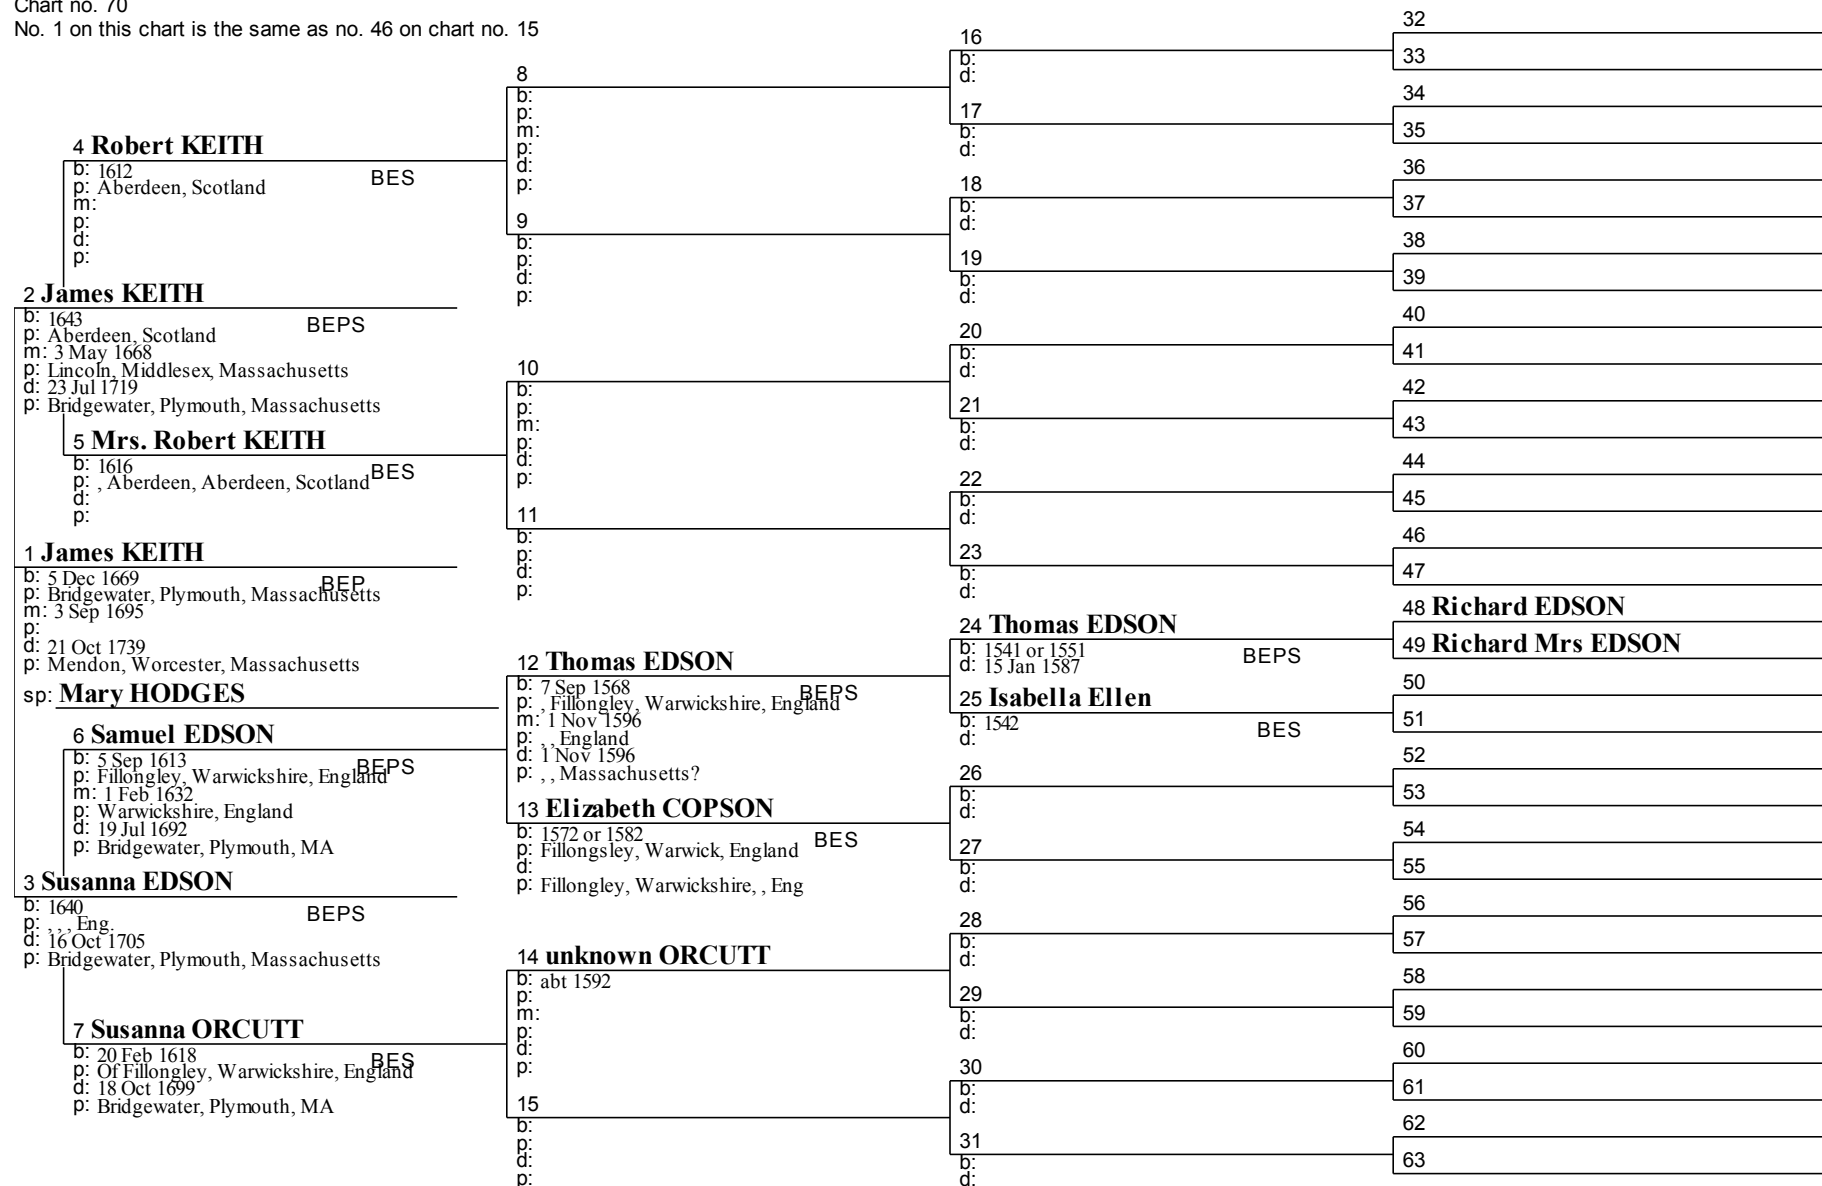 Chart no. 70
No. 1 on this chart is the same as no. 46 on chart no. 15
4 Robert KEITH
b: 1612
BES
p: Aberdeen, Scotland
m:
p:
d:
p:
2 James KEITH
b: 1643
BEPS
p: Aberdeen, Scotland
m: 3 May 1668
p: Lincoln, Middlesex, Massachusetts
d: 23 Jul 1719
p: Bridgewater, Plymouth, Massachusetts
5 Mrs. Robert KEITH
b: 1616
BES
p: , Aberdeen, Aberdeen, Scotland
d:
p:
1 James KEITH
b: 5 Dec 1669
BEP
p: Bridgewater, Plymouth, Massachusetts
m: 3 Sep 1695
p:
d: 21 Oct 1739
p: Mendon, Worcester, Massachusetts
sp: Mary HODGES
6 Samuel EDSON
b: 5 Sep 1613
BEPS
p: Fillongley, Warwickshire, England
m: 1 Feb 1632
p: Warwickshire, England
d: 19 Jul 1692
p: Bridgewater, Plymouth, MA
3 Susanna EDSON
b: 1640
BEPS
p: , , , Eng.
d: 16 Oct 1705
p: Bridgewater, Plymouth, Massachusetts
7 Susanna ORCUTT
b: 20 Feb 1618
BES
p: Of Fillongley, Warwickshire, England
d: 18 Oct 1699
p: Bridgewater, Plymouth, MA
8
b:
p:
m:
p:
d:
p:
9
b:
p:
d:
p:
10
b:
p:
m:
p:
d:
p:
11
b:
p:
d:
p:
12 Thomas EDSON
b: 7 Sep 1568
BEPS
p: , Fillongley, Warwickshire, England
m: 1 Nov 1596
p: , , England
d: 1 Nov 1596
p: , , Massachusetts?
13 Elizabeth COPSON
b: 1572 or 1582
BES
p: Fillongsley, Warwick, England
d:
p: Fillongley, Warwickshire, , Eng
14 unknown ORCUTT
b: abt 1592
p:
m:
p:
d:
p:
15
b:
p:
d:
p:
16
b:
d:
17
b:
d:
18
b:
d:
19
b:
d:
20
b:
d:
21
b:
d:
22
b:
d:
23
b:
d:
24 Thomas EDSON
b: 1541 or 1551
BEPS
d: 15 Jan 1587
25 Isabella Ellen
b: 1542
BES
d:
26
b:
d:
27
b:
d:
28
b:
d:
29
b:
d:
30
b:
d:
31
b:
d:
32
33
34
35
36
37
38
39
40
41
42
43
44
45
46
47
48 Richard EDSON
49 Richard Mrs EDSON
50
51
52
53
54
55
56
57
58
59
60
61
62
63